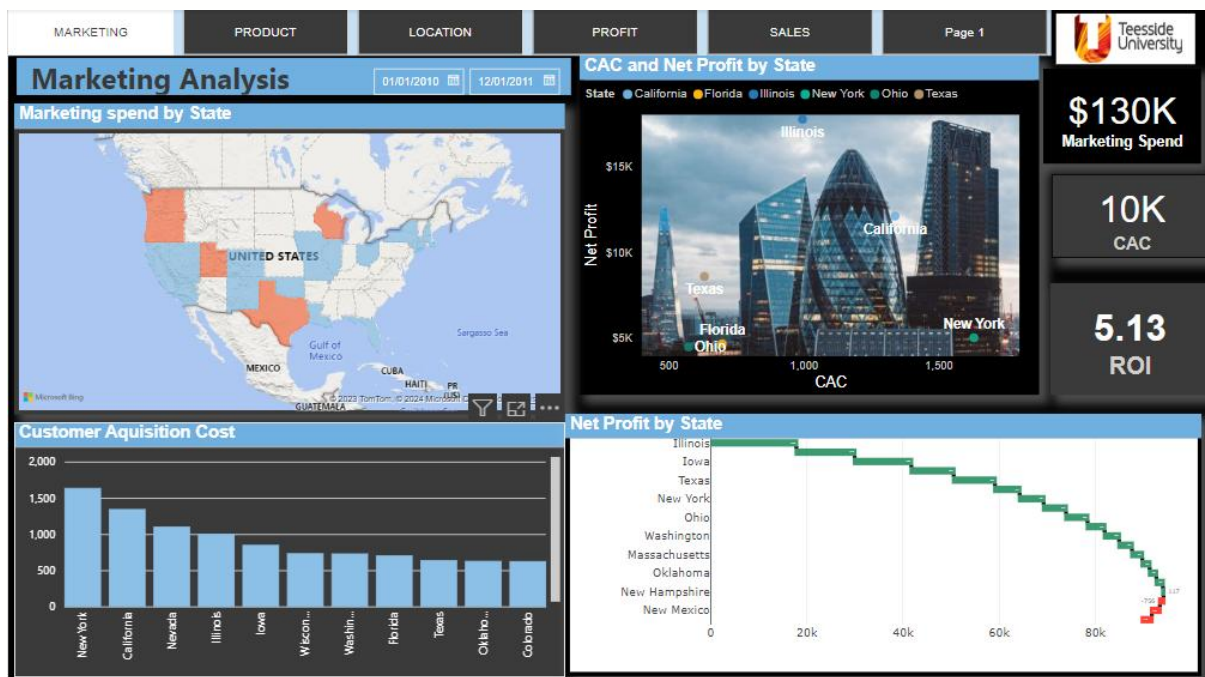 MARKETING
PRODUCT
LOCATION
PROFIT
SALES
Page 1
Teesside
University
Marketing Analysis
01/01/2010
12/01/2011
Marketing spend by State
UNITED STATES
MEXICO
Gulf of
Mexico
CUBA
HAITI
PR
(US)
GUATEMALA
Sargasso Sea
Microsoft Bing
© 2023 TomTom, © 2024 Microsoft C
CAC and Net Profit by State
State California Florida Illinois New York Ohio Texas
Net Profit
$15K
$10K
$5K
Illinois
California
Texas
Florida
Ohio
New York
500
1,000
1,500
CAC
$130K
Marketing Spend
10K
CAC
5.13
ROI
Customer Aquisition Cost
2,000
1,500
1,000
500
0
New York
California
Nevada
Illinois
Iowa
Wiscon...
Washin...
Florida
Texas
Oklaho...
Colorado
Net Profit by State
Illinois
Iowa
Texas
New York
Ohio
Washington
Massachusetts
Oklahoma
New Hampshire
New Mexico
117
0
20k
40k
60k
80k